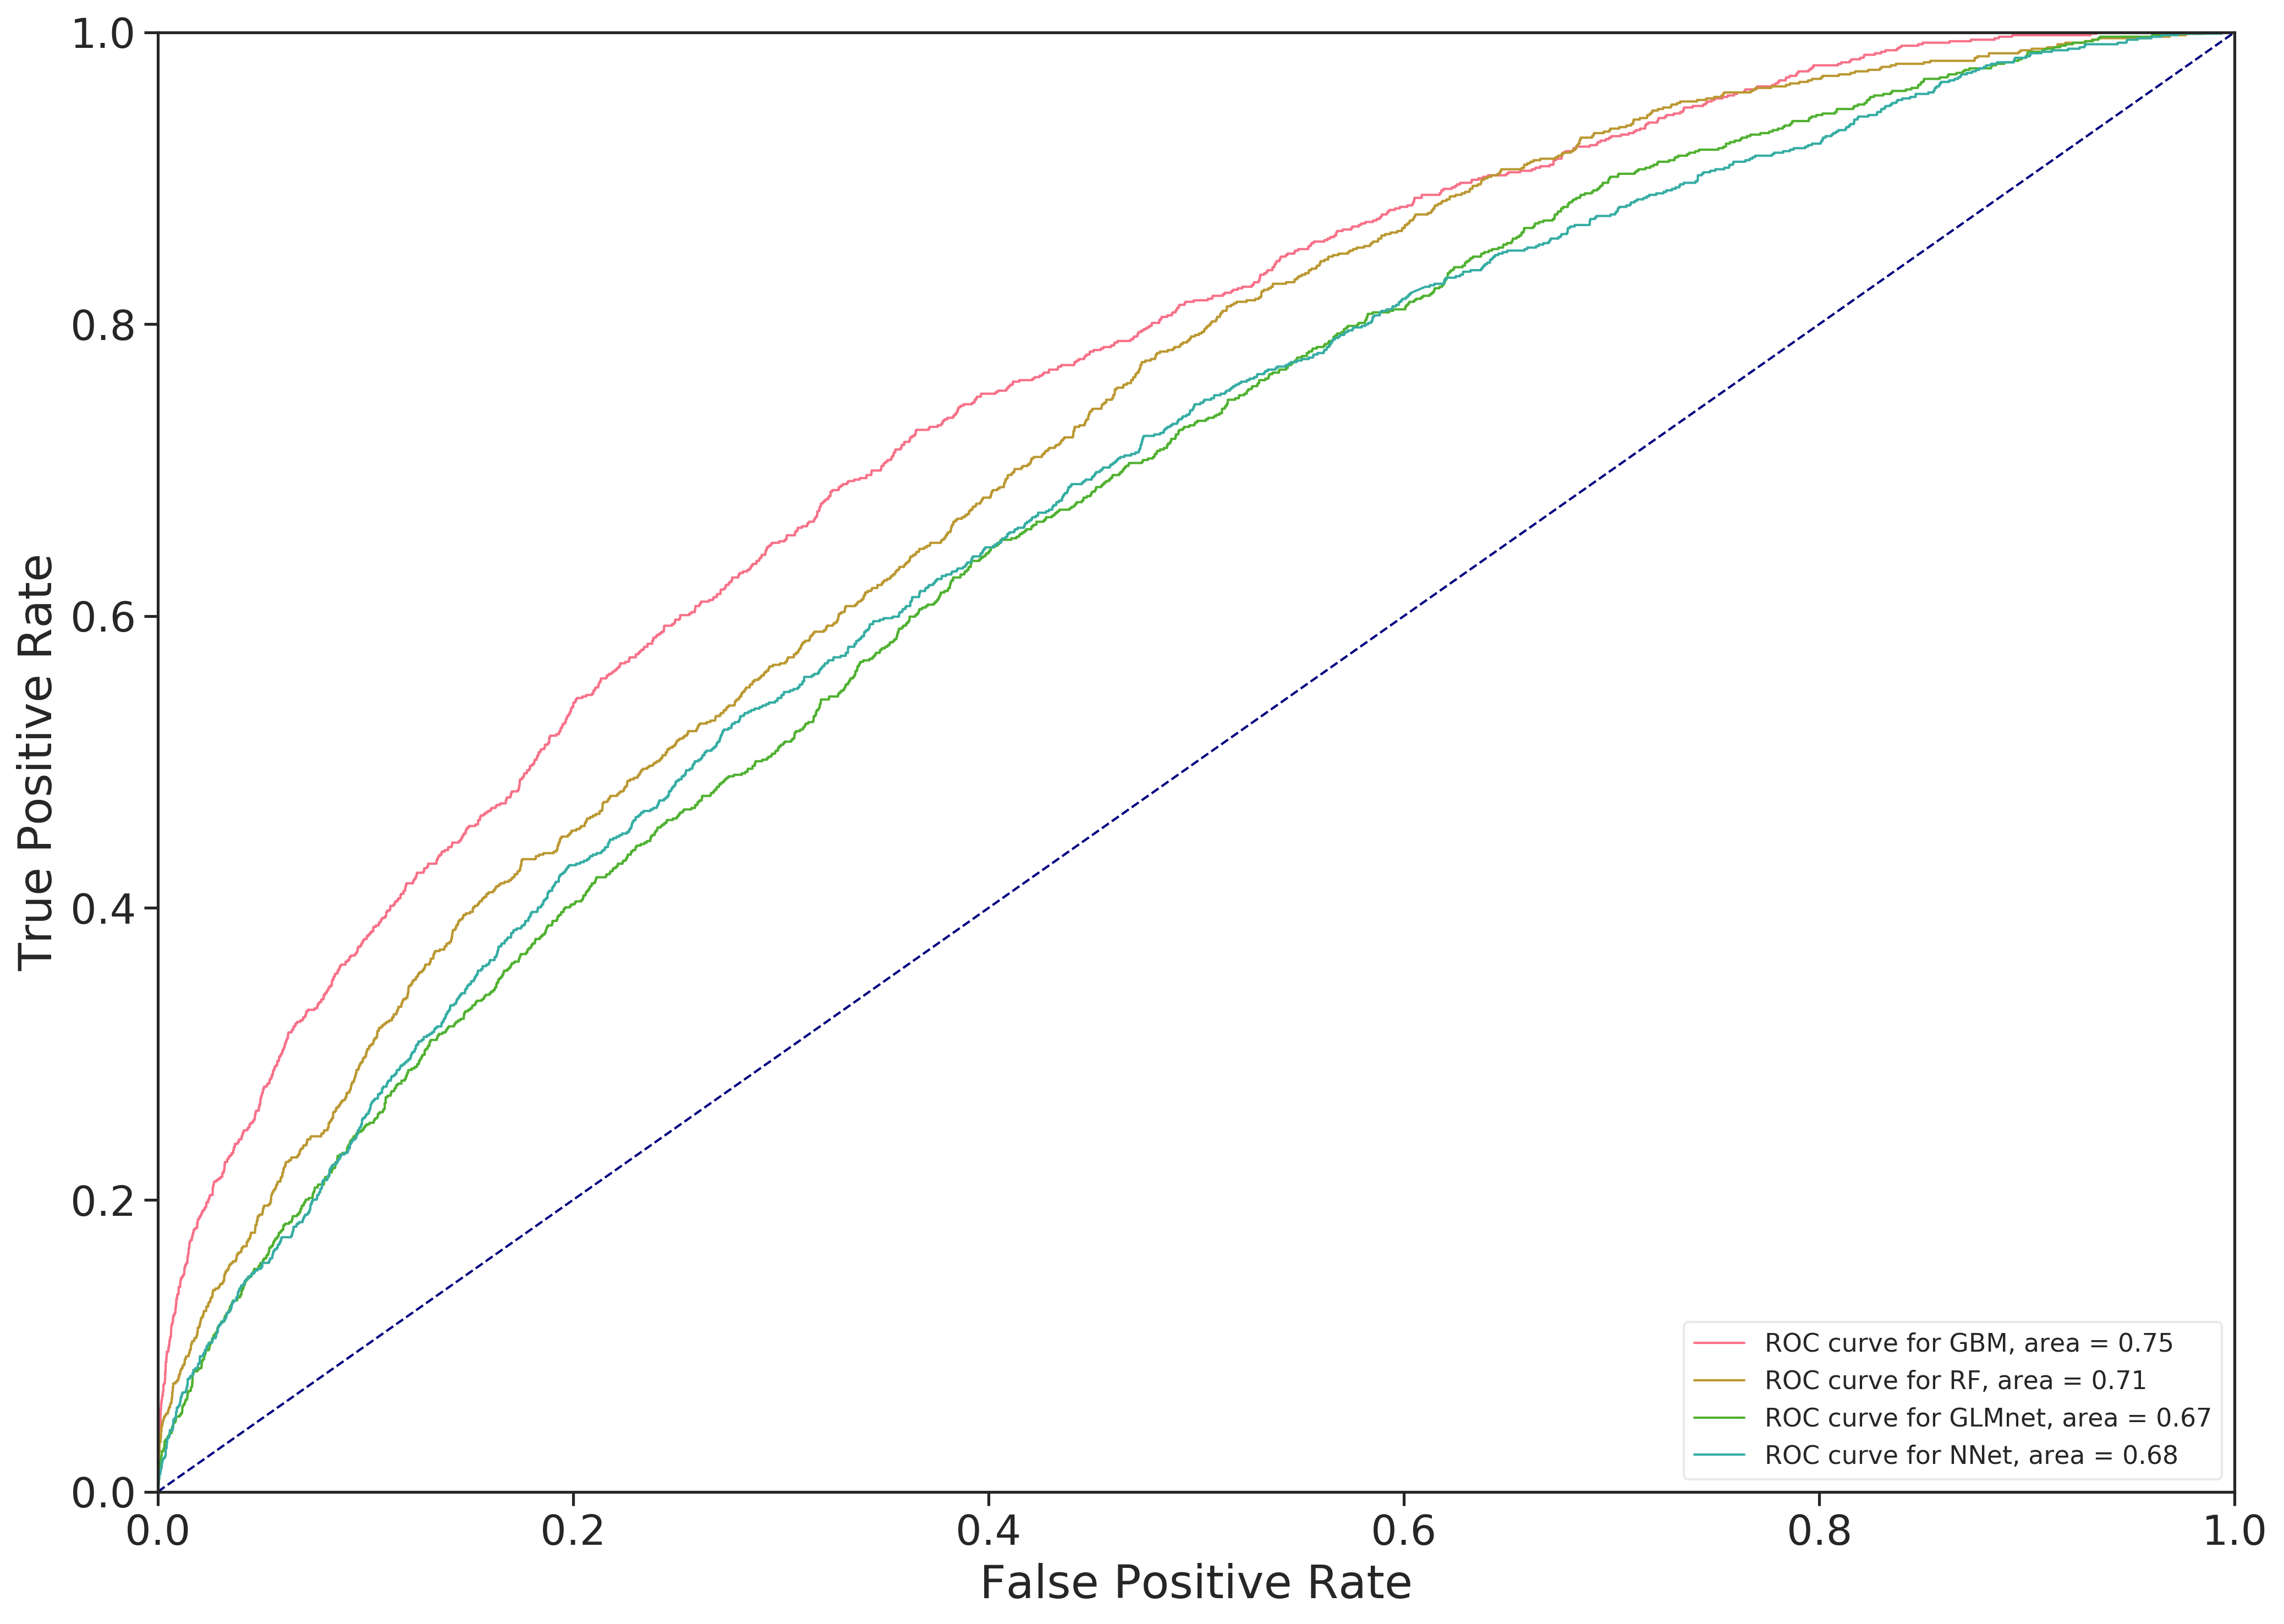 1.0
0.8
0.6
0.4
0.2
0.0
True Positive Rate
ROC curve for GBM, area = 0.75
ROC curve for RF, area = 0.71
ROC curve for GLMnet, area = 0.67
ROC curve for NNet, area = 0.68
0.0 0.2 0.4 0.6 0.8 1.0
False Positive Rate